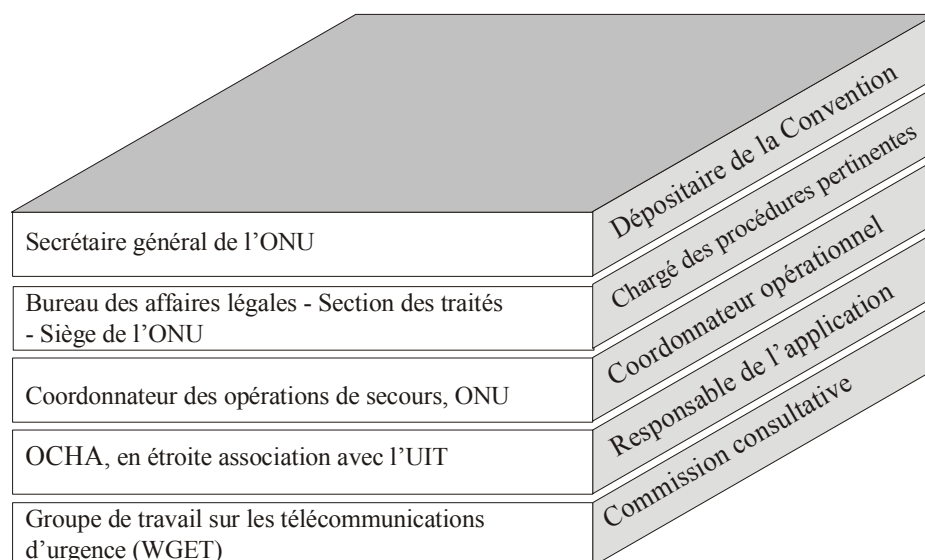 Secrétaire général de l’ONU
Dépositaire de la Convention
Bureau des affaires légales - Section des traités
- Siège de l’ONU
Chargé des procédures pertinentes
Coordonnateur des opérations de secours, ONU
Coordonnateur opérationnel
OCHA, en étroite association avec l’UIT
Responsable de l’application
Groupe de travail sur les télécommunications
d’urgence (WGET)
Commission consultative